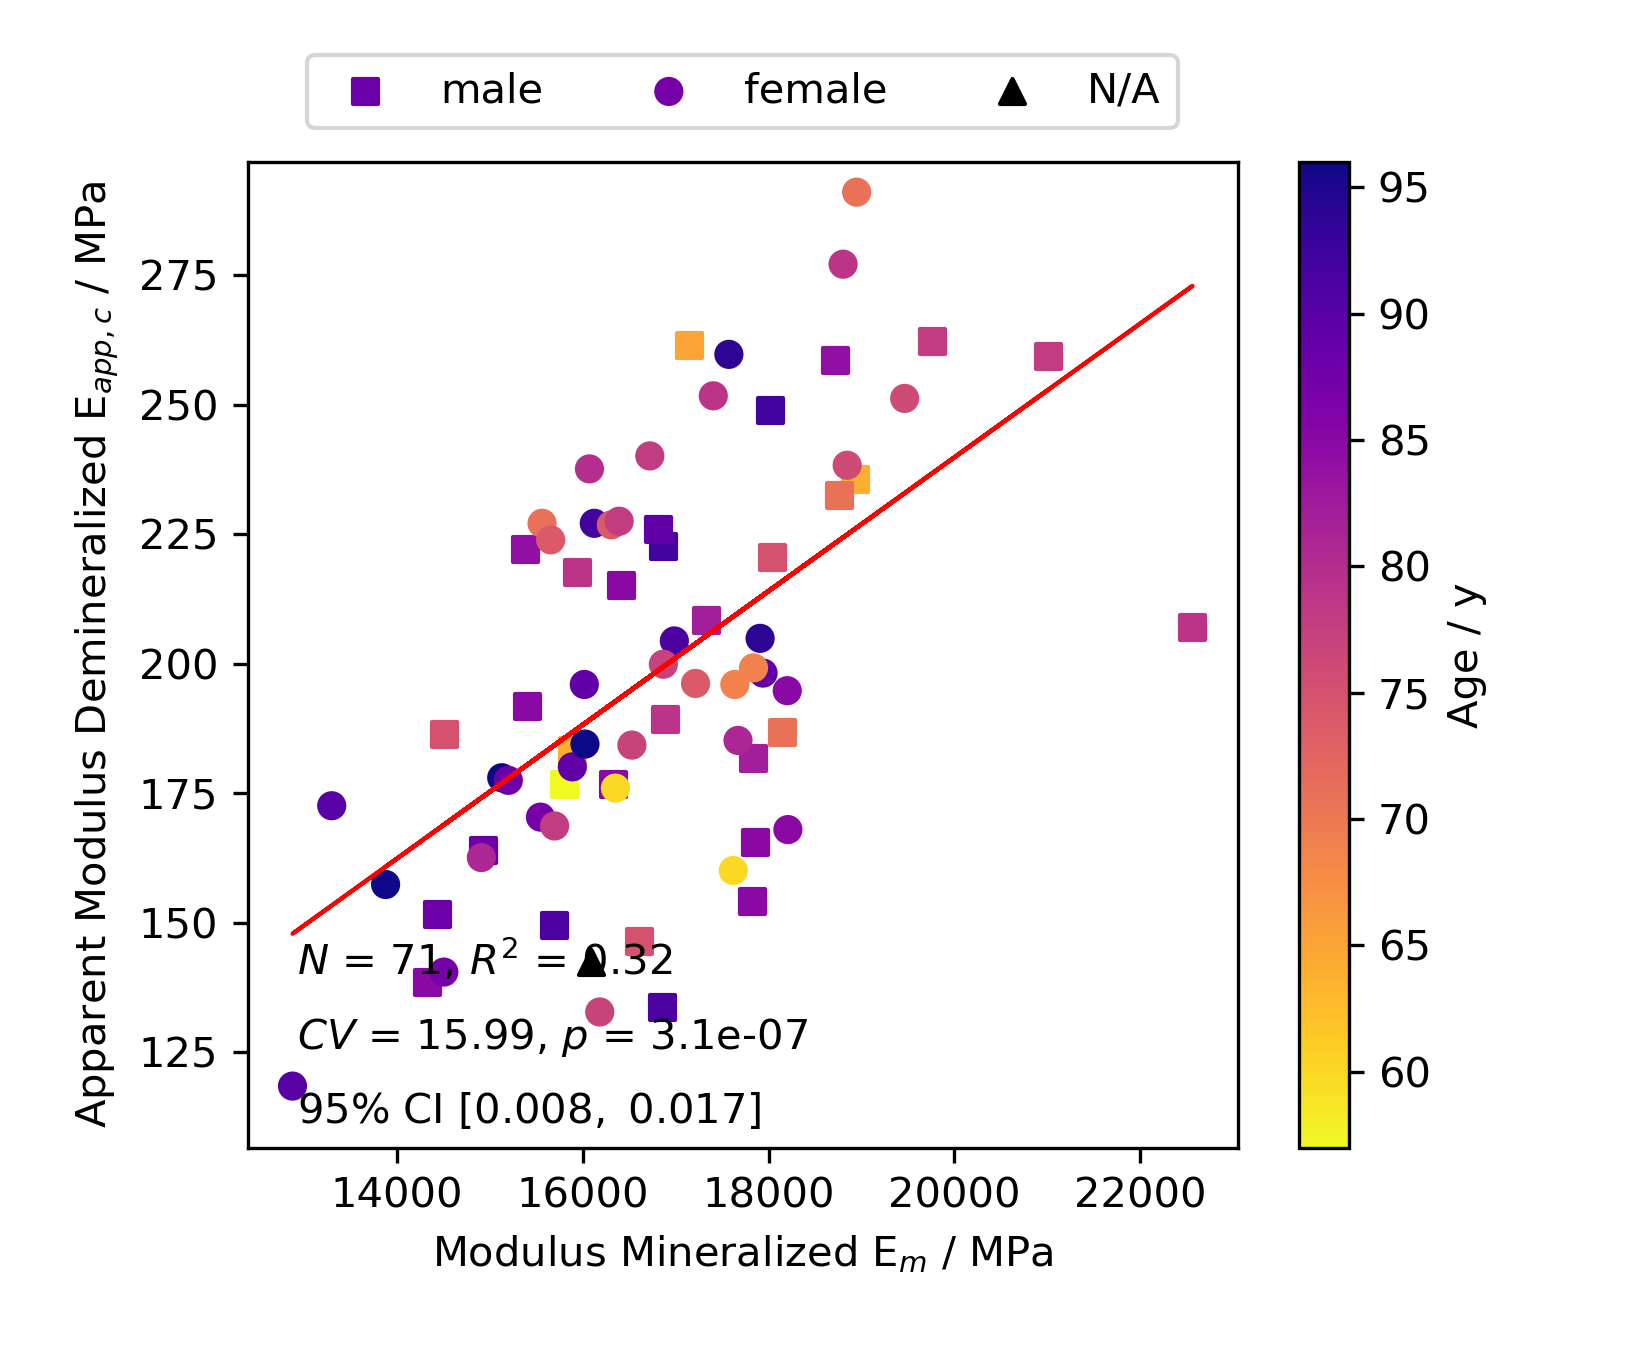 male female N/A
Apparent Modulus Demineralized E_app,c / MPa
275
250
225
200
175
150
125
N = 71, R² = 0.32
CV = 15.99, p = 3.1e-07
95% CI [0.008, 0.017]
14000 16000 18000 20000 22000
Modulus Mineralized E_m / MPa
95
90
85
80
75
70
65
60
Age / y